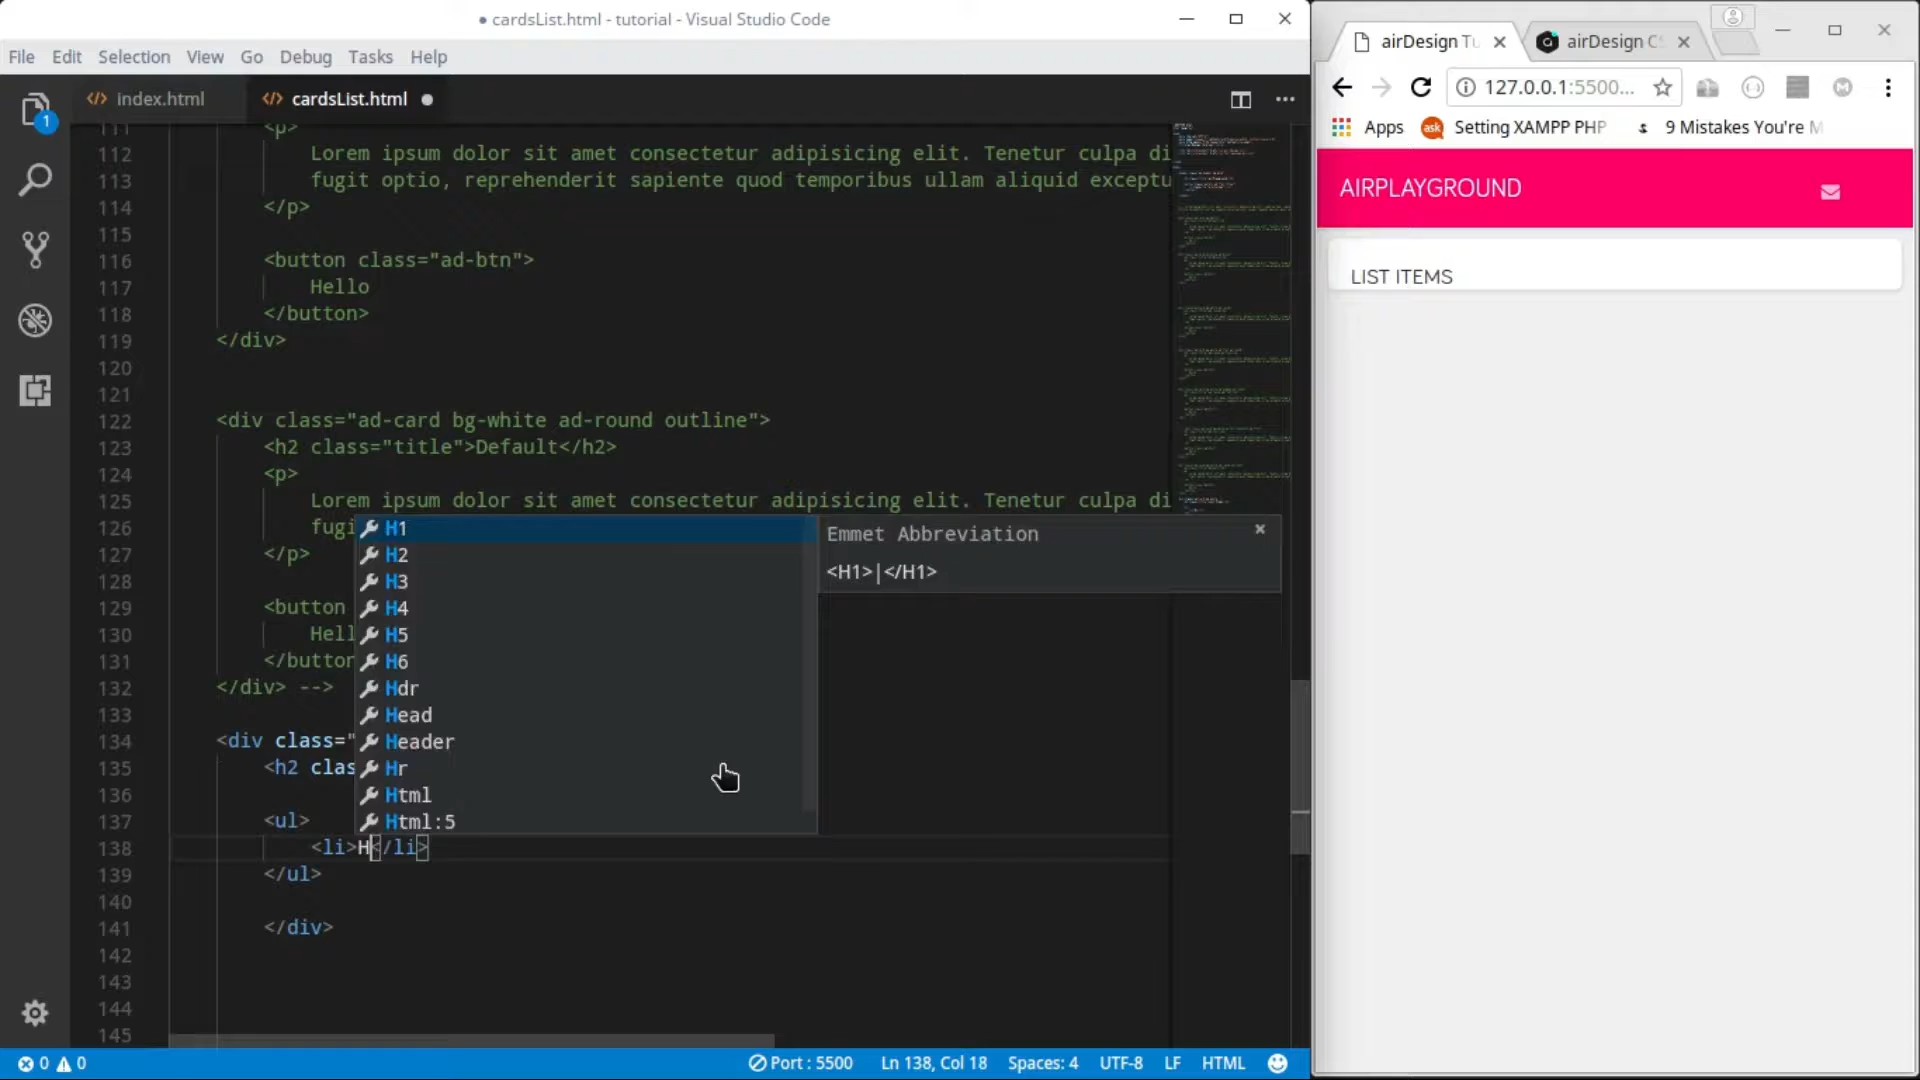 ● cardsList.html - tutorial - Visual Studio Code
File Edit Selection View Go Debug Tasks Help
index.html
cardsList.html ●
1
111 <p>
112 Lorem ipsum dolor sit amet consectetur adipisicing elit. Tenetur culpa di
113 fugit optio, reprehenderit sapiente quod temporibus ullam aliquid exceptu
114 </p>
115
116 <button class="ad-btn">
117 Hello
118 </button>
119 </div>
120
121
122 <div class="ad-card bg-white ad-round outline">
123 <h2 class="title">Default</h2>
124 <p>
125 Lorem ipsum dolor sit amet consectetur adipisicing elit. Tenetur culpa di
126 fugi
127 </p>
128
129 <button
130 Hell
131 </button
132 </div> -->
133
134 <div class="
135 <h2 clas
136
137 <ul>
138 <li>H</li>
139 </ul>
140
141 </div>
142
143
144
145
H1
H2
H3
H4
H5
H6
Hdr
Head
Header
Hr
Html
Html:5
Emmet Abbreviation
<H1>|</H1>
0 0
Port : 5500
Ln 138, Col 18
Spaces: 4
UTF-8
LF
HTML
airDesign Tu
airDesign CS
127.0.0.1:5500...
Apps
ask
Setting XAMPP PHP
9 Mistakes You're M
AIRPLAYGROUND
LIST ITEMS